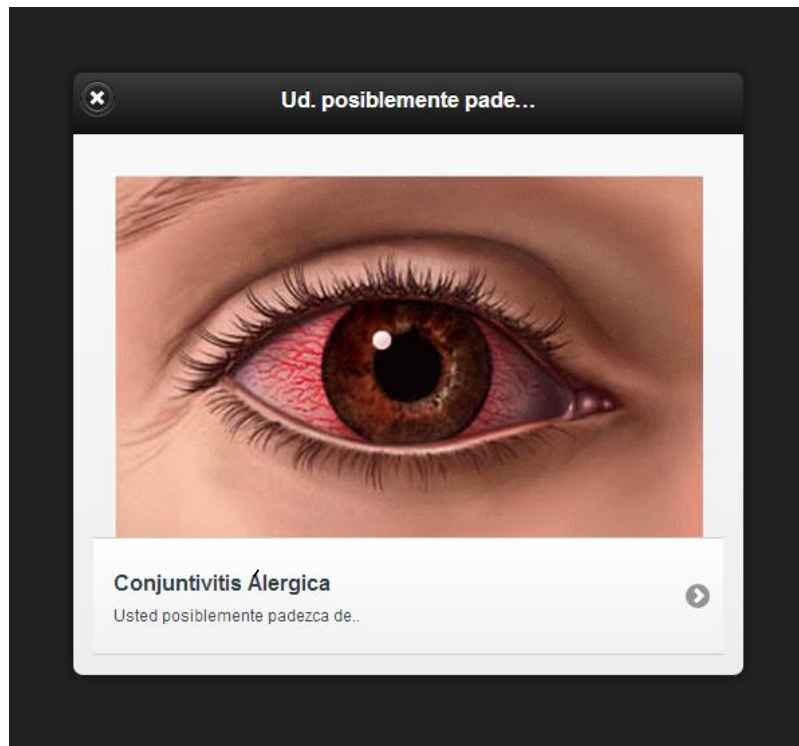 Ud. posiblemente pade...
Conjuntivitis Álergica
Usted posiblemente padezca de..